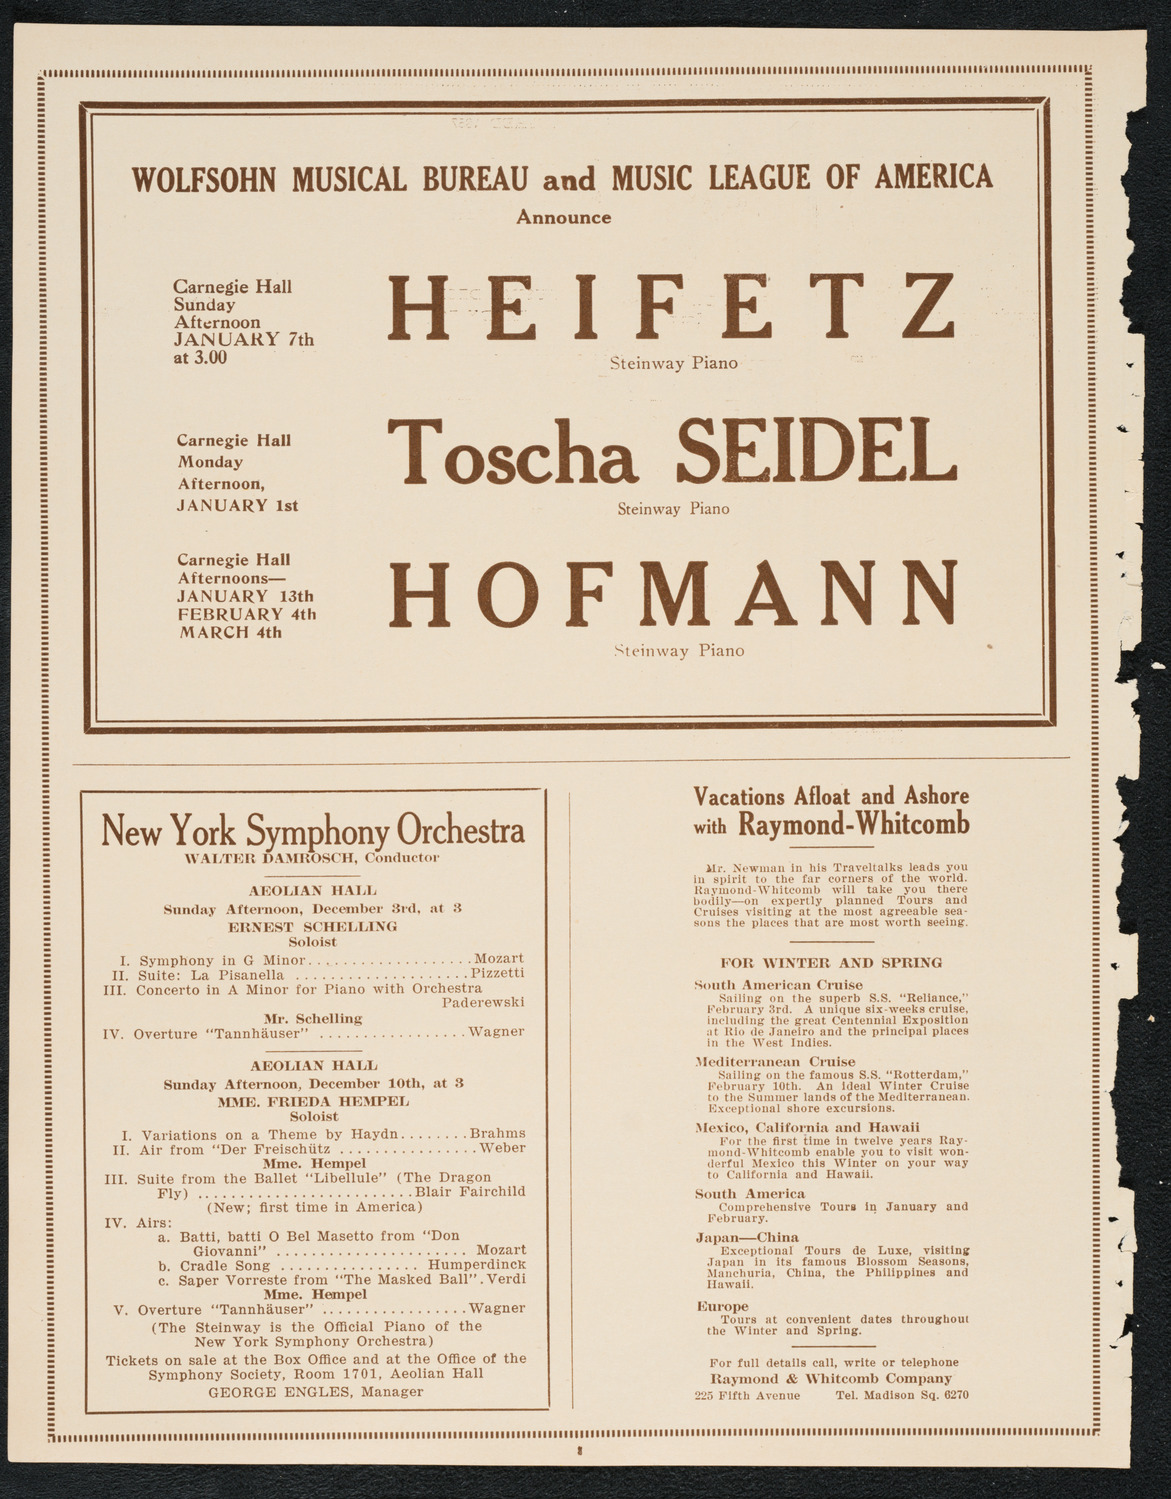 WOLFSOHN MUSICAL BUREAU and MUSIC LEAGUE OF AMERICA
Announce
Carnegie Hall
Sunday
Afternoon
JANUARY 7th
at 3.00
HEIFETZ
Steinway Piano
Carnegie Hall
Monday
Afternoon,
JANUARY 1st
Toscha SEIDEL
Steinway Piano
Carnegie Hall
Afternoons—
JANUARY 13th
FEBRUARY 4th
MARCH 4th
HOFMANN
Steinway Piano
New York Symphony Orchestra
WALTER DAMROSCH, Conductor
AEOLIAN HALL
Sunday Afternoon, December 3rd, at 3
ERNEST SCHELLING
Soloist
I. Symphony in G Minor...................Mozart
II. Suite: La Pisanella ....................Pizzetti
III. Concerto in A Minor for Piano with Orchestra
Paderewski
Mr. Schelling
IV. Overture "Tannhäuser" .................Wagner
AEOLIAN HALL
Sunday Afternoon, December 10th, at 3
MME. FRIEDA HEMPEL
Soloist
I. Variations on a Theme by Haydn........Brahms
II. Air from "Der Freischütz ................Weber
Mme. Hempel
III. Suite from the Ballet "Libellule" (The Dragon
Fly) .........................Blair Fairchild
(New; first time in America)
IV. Airs:
a. Batti, batti O Bel Masetto from "Don
Giovanni" ...................... Mozart
b. Cradle Song ................ Humperdinck
c. Saper Vorreste from "The Masked Ball".Verdi
Mme. Hempel
V. Overture "Tannhäuser" .................Wagner
(The Steinway is the Official Piano of the
New York Symphony Orchestra)
Tickets on sale at the Box Office and at the Office of the
Symphony Society, Room 1701, Aeolian Hall
GEORGE ENGLES, Manager
Vacations Afloat and Ashore
with Raymond-Whitcomb
Mr. Newman in his Traveltalks leads you
in spirit to the far corners of the world.
Raymond-Whitcomb will take you there
bodily—on expertly planned Tours and
Cruises visiting at the most agreeable sea-
sons the places that are most worth seeing.
FOR WINTER AND SPRING
South American Cruise
Sailing on the superb S.S. "Reliance,"
February 3rd. A unique six-weeks cruise,
including the great Centennial Exposition
at Rio de Janeiro and the principal places
in the West Indies.
Mediterranean Cruise
Sailing on the famous S.S. "Rotterdam,"
February 10th. An ideal Winter Cruise
to the Summer lands of the Mediterranean.
Exceptional shore excursions.
Mexico, California and Hawaii
For the first time in twelve years Ray-
mond-Whitcomb enable you to visit won-
derful Mexico this Winter on your way
to California and Hawaii.
South America
Comprehensive Tours in January and
February.
Japan—China
Exceptional Tours de Luxe, visiting
Japan in its famous Blossom Seasons,
Manchuria, China, the Philippines and
Hawaii.
Europe
Tours at convenient dates throughout
the Winter and Spring.
For full details call, write or telephone
Raymond & Whitcomb Company
225 Fifth Avenue Tel. Madison Sq. 6270